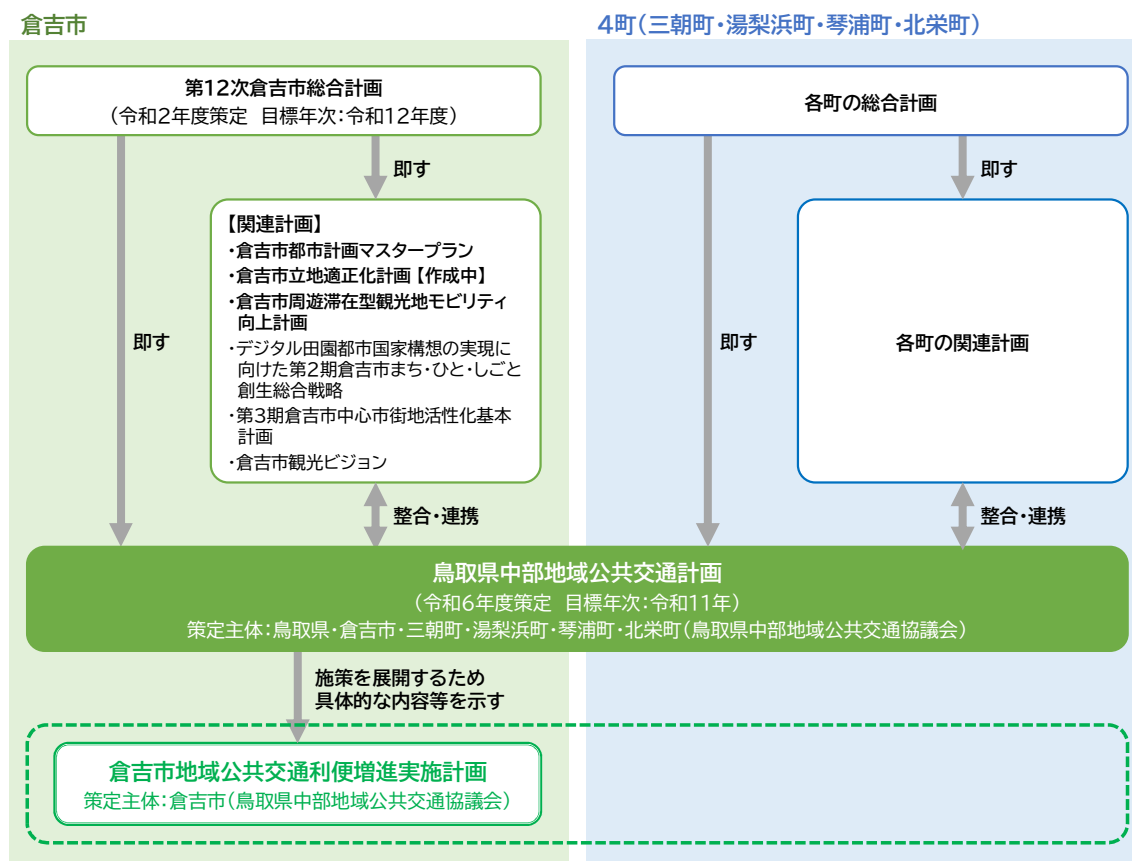 倉吉市
第12次倉吉市総合計画
(令和2年度策定 目標年次:令和12年度)
即す
【関連計画】
・倉吉市都市計画マスタープラン
・倉吉市立地適正化計画【作成中】
・倉吉市周遊滞在型観光地モビリティ
向上計画
・デジタル田園都市国家構想の実現に
向けた第2期倉吉市まち・ひと・しごと
創生総合戦略
・第3期倉吉市中心市街地活性化基本
計画
・倉吉市観光ビジョン
即す
整合・連携
4町(三朝町・湯梨浜町・琴浦町・北栄町)
各町の総合計画
即す
各町の関連計画
即す
整合・連携
鳥取県中部地域公共交通計画
(令和6年度策定 目標年次:令和11年)
策定主体:鳥取県・倉吉市・三朝町・湯梨浜町・琴浦町・北栄町(鳥取県中部地域公共交通協議会)
施策を展開するため
具体的な内容等を示す
倉吉市地域公共交通利便増進実施計画
策定主体:倉吉市(鳥取県中部地域公共交通協議会)